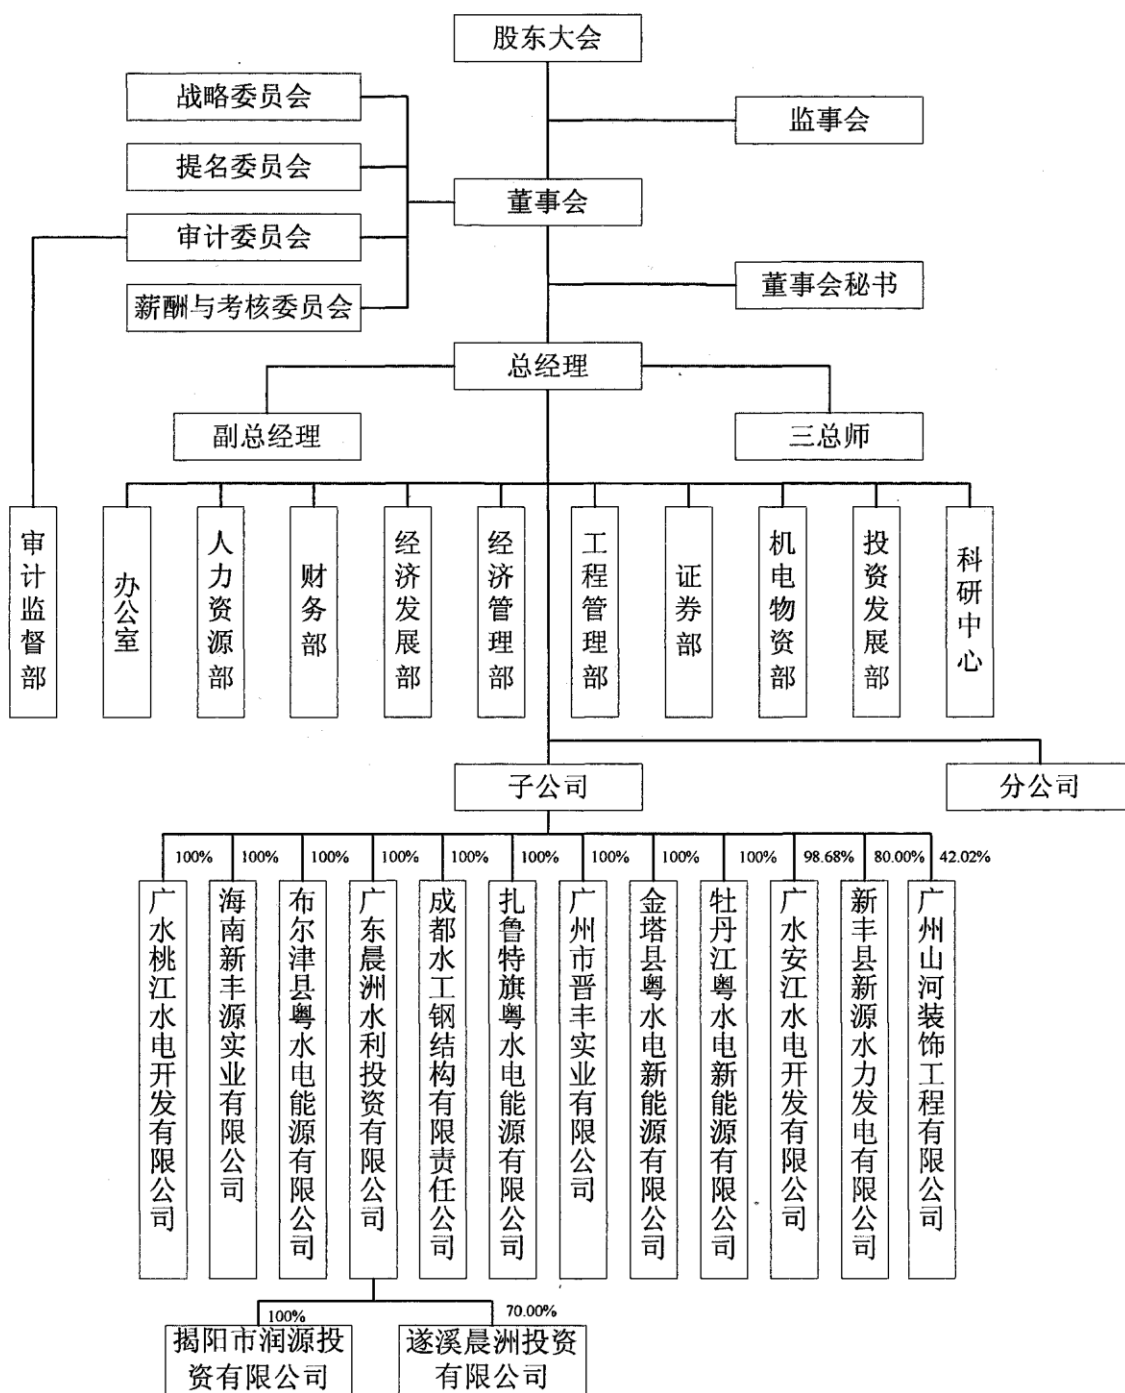 股东大会
战略委员会
监事会
提名委员会
董事会
审计委员会
董事会秘书
薪酬与考核委员会
总经理
副总经理
三总师
审计监督部
办公室
人力资源部
财务部
经济发展部
经济管理部
工程管理部
证券部
机电物资部
投资发展部
科研中心
子公司
分公司
100%
100%
100%
100%
100%
100%
100%
100%
100%
98.68%
80.00%
42.02%
广水桃江水电开发有限公司
海南新丰源实业有限公司
布尔津县粤水电能源有限公司
广东晨洲水利投资有限公司
成都水工钢结构有限责任公司
扎鲁特旗粤水电能源有限公司
广州市晋丰实业有限公司
金塔县粤水电新能源有限公司
牡丹江粤水电新能源有限公司
广水安江水电开发有限公司
新丰县新源水力发电有限公司
广州山河装饰工程有限公司
100%
70.00%
揭阳市润源投
资有限公司
遂溪晨洲投资
有限公司